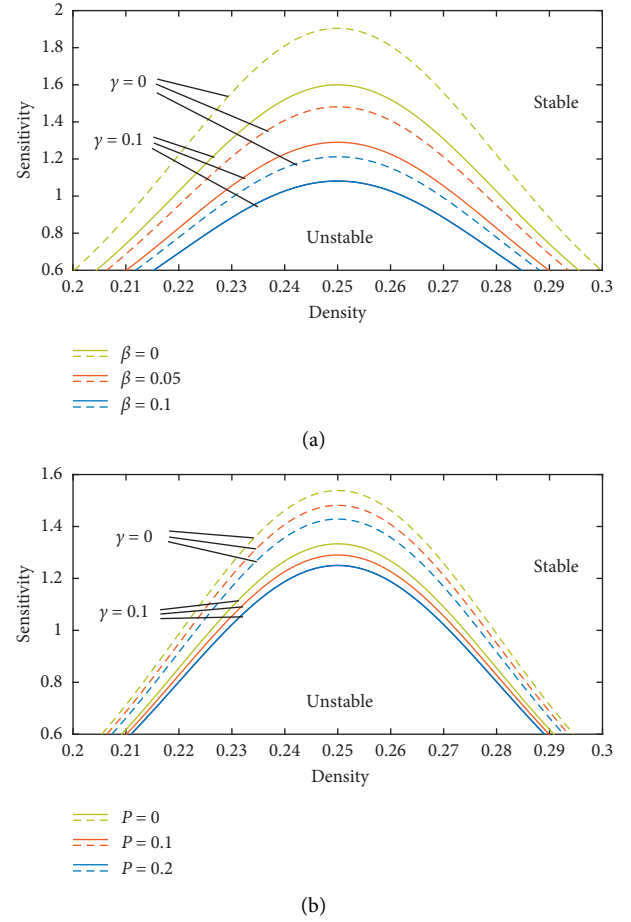 2
1.8
γ = 0
1.6
Stable
Sensitivity
1.4
γ = 0.1
1.2
1
0.8
Unstable
0.6
0.2 0.21 0.22 0.23 0.24 0.25 0.26 0.27 0.28 0.29 0.3
Density
β = 0
β = 0.05
β = 0.1
(a)
1.6
1.4
γ = 0
1.2
Stable
Sensitivity
γ = 0.1
1
0.8
Unstable
0.6
0.2 0.21 0.22 0.23 0.24 0.25 0.26 0.27 0.28 0.29 0.3
Density
P = 0
P = 0.1
P = 0.2
(b)